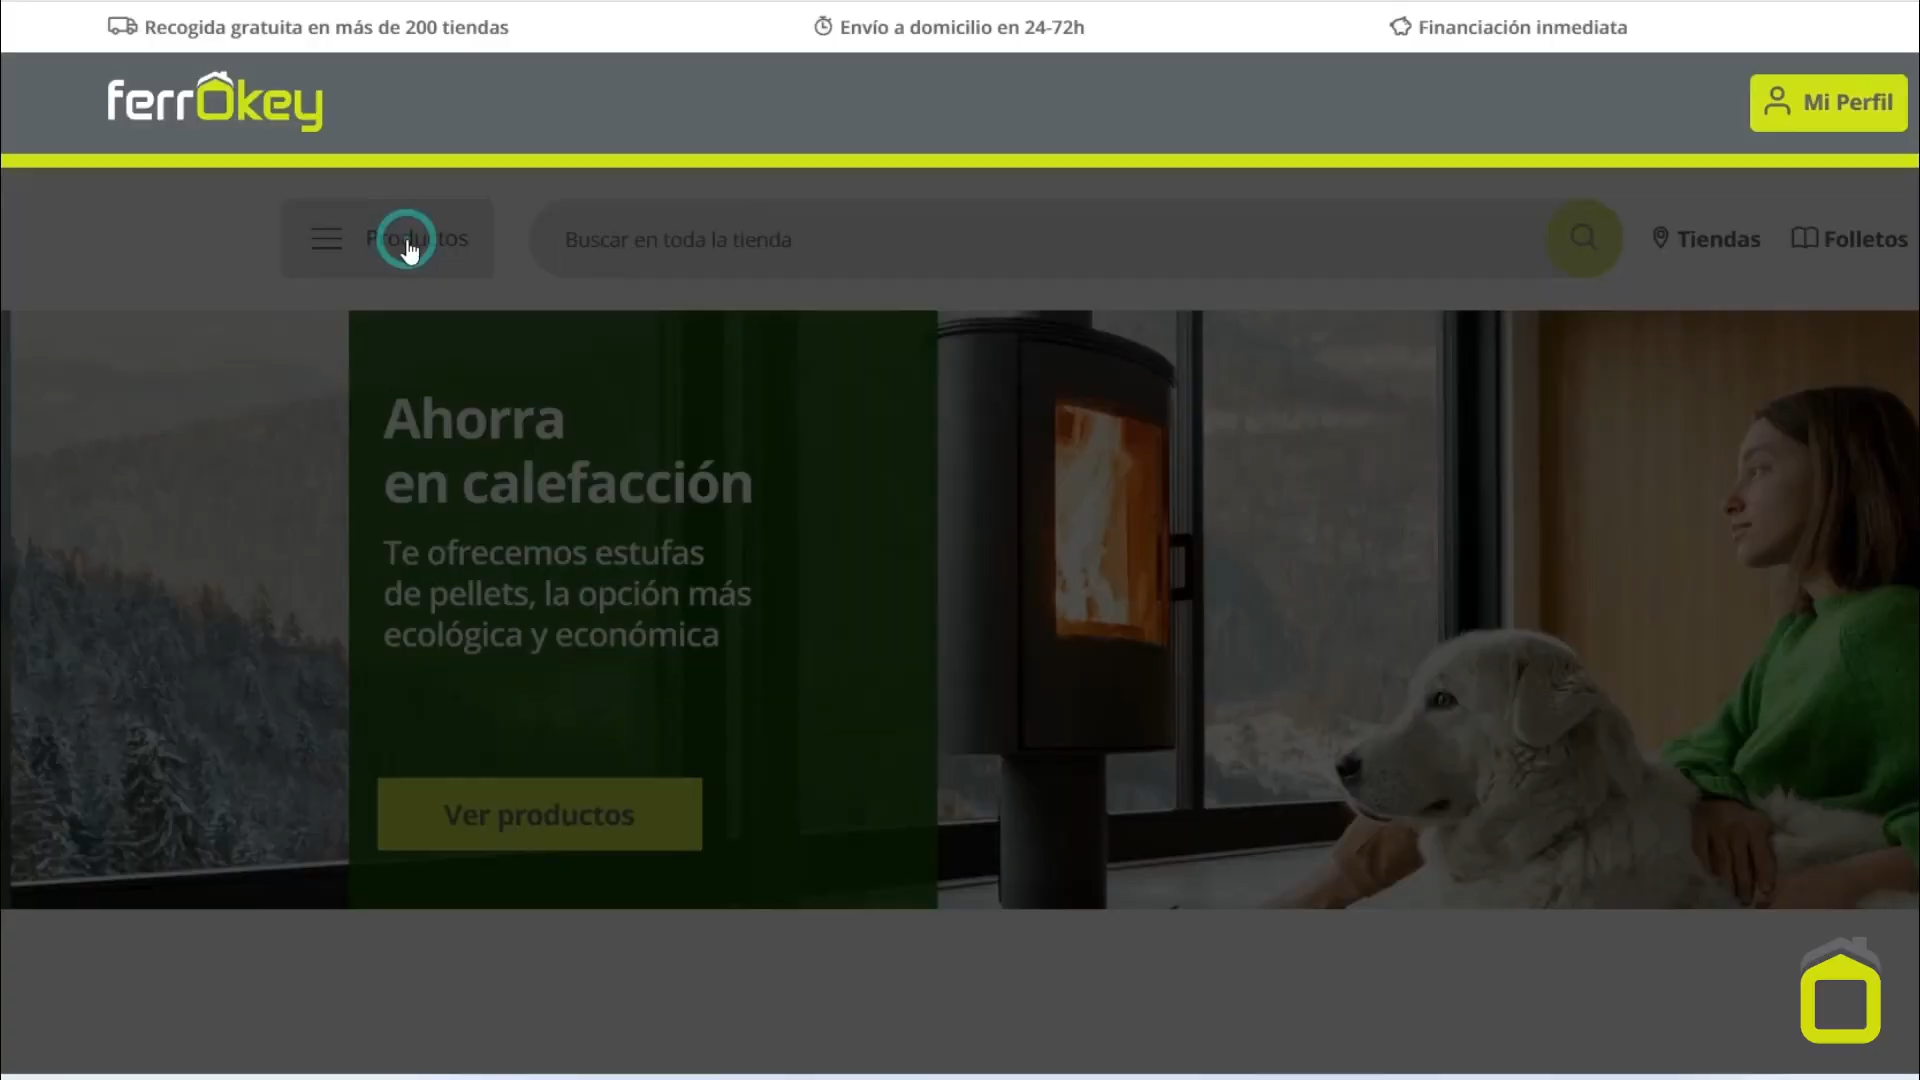 Recogida gratuita en más de 200 tiendas
Envío a domicilio en 24-72h
Financiación inmediata
ferrOkey
Mi Perfil
Productos
Buscar en toda la tienda
Tiendas
Folletos
Ahorra
en calefacción
Te ofrecemos estufas
de pellets, la opción más
ecológica y económica
Ver productos